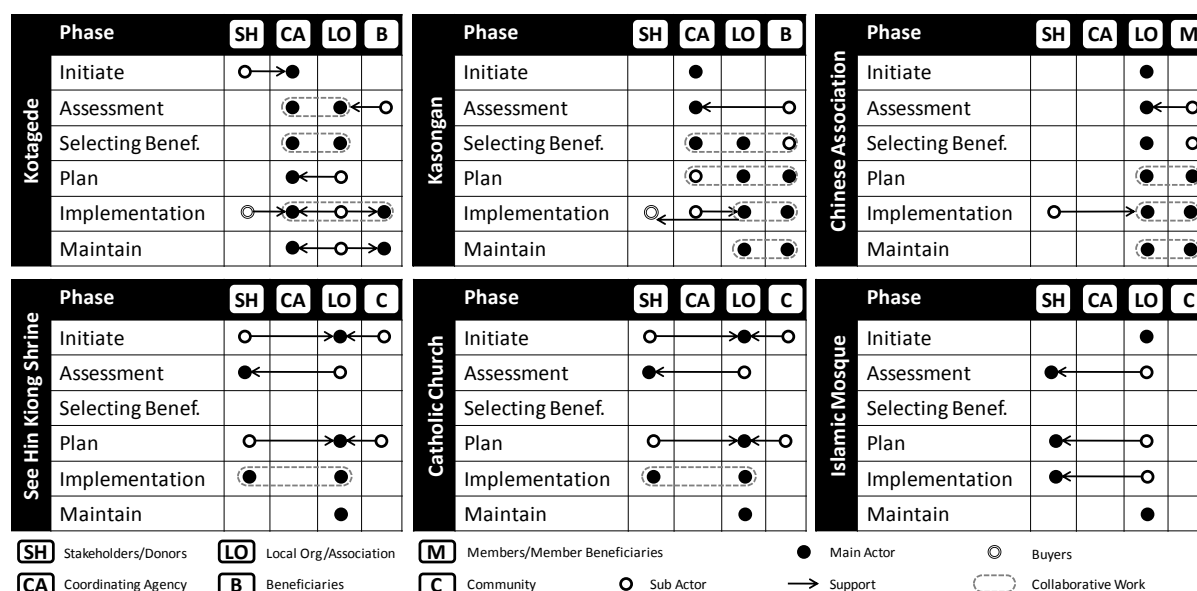 Kotagede
Phase SH CA LO B
Initiate
Assessment
Selecting Benef.
Plan
Implementation
Maintain
Kasongan
Phase SH CA LO B
Initiate
Assessment
Selecting Benef.
Plan
Implementation
Maintain
Chinese Association
Phase SH CA LO M
Initiate
Assessment
Selecting Benef.
Plan
Implementation
Maintain
See Hin Kiong Shrine
Phase SH CA LO C
Initiate
Assessment
Selecting Benef.
Plan
Implementation
Maintain
Catholic Church
Phase SH CA LO C
Initiate
Assessment
Selecting Benef.
Plan
Implementation
Maintain
Islamic Mosque
Phase SH CA LO C
Initiate
Assessment
Selecting Benef.
Plan
Implementation
Maintain
SH Stakeholders/Donors LO Local Org/Association M Members/Member Beneficiaries Main Actor Buyers
CA Coordinating Agency B Beneficiaries C Community Sub Actor Support Collaborative Work